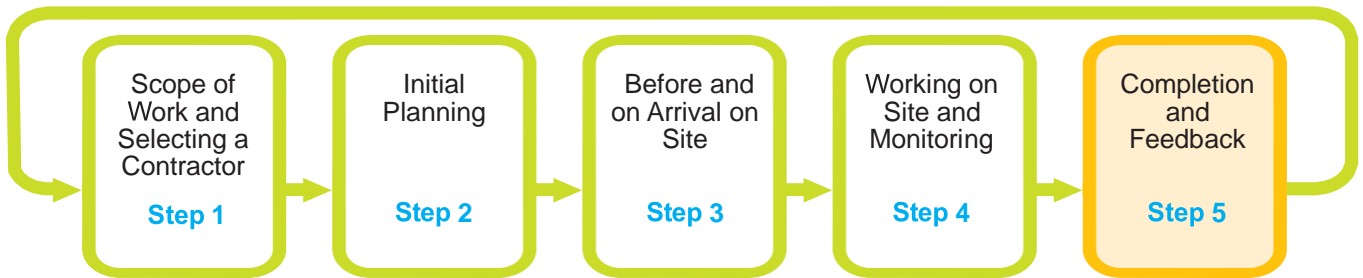 Scope of
Work and
Selecting a
Contractor
Step 1
Initial
Planning
Step 2
Before and
on Arrival on
Site
Step 3
Working on
Site and
Monitoring
Step 4
Completion
and
Feedback
Step 5